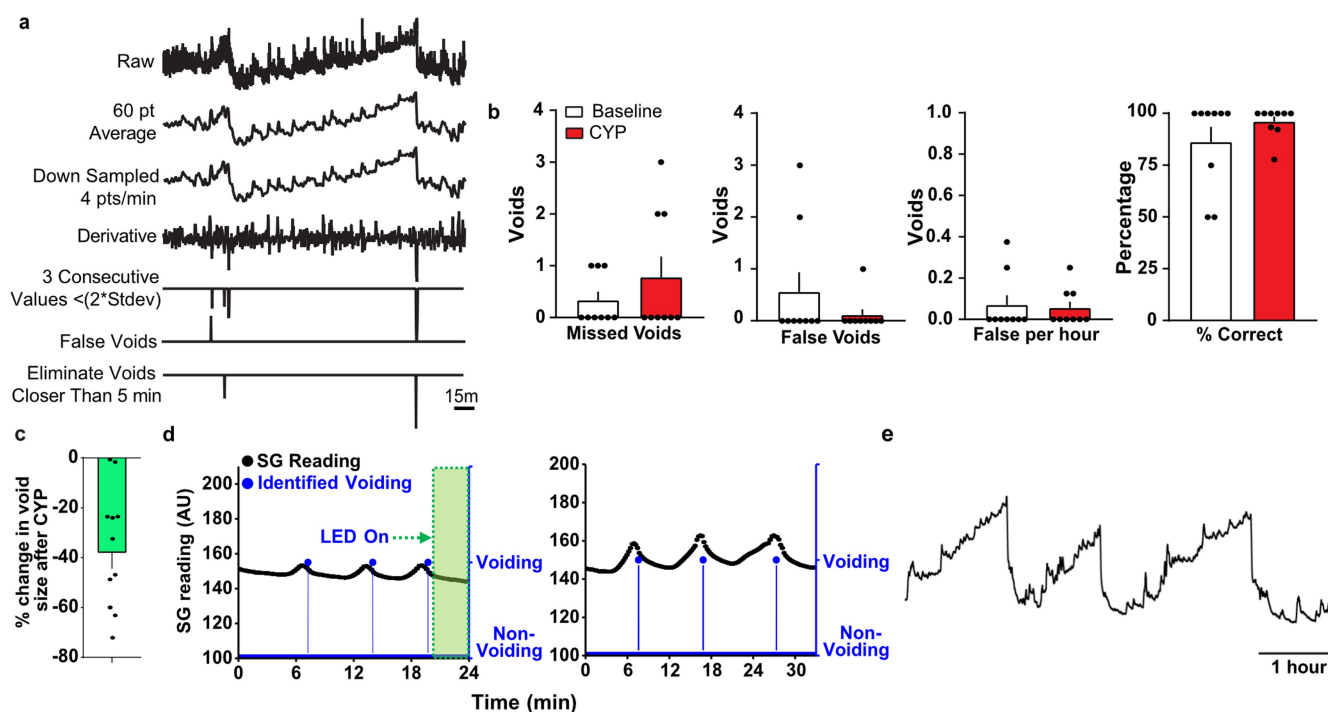 a
Raw
60 pt
Average
Down Sampled
4 pts/min
Derivative
3 Consecutive
Values <(2*Stdev)
False Voids
Eliminate Voids
Closer Than 5 min
15m
b
Baseline
CYP
Voids
4
3
2
1
0
Missed Voids
Voids
4
3
2
1
0
False Voids
Voids
1.0
0.8
0.6
0.4
0.2
0.0
False per hour
Percentage
100
75
50
25
0
% Correct
c
% change in void
size after CYP
0
-20
-40
-60
-80
d
SG Reading
Identified Voiding
LED On
SG reading (AU)
200
180
160
140
120
100
Voiding
Non-
Voiding
0 6 12 18 24
200
180
160
140
120
100
Voiding
Non-
Voiding
0 6 12 18 24 30
Time (min)
e
1 hour